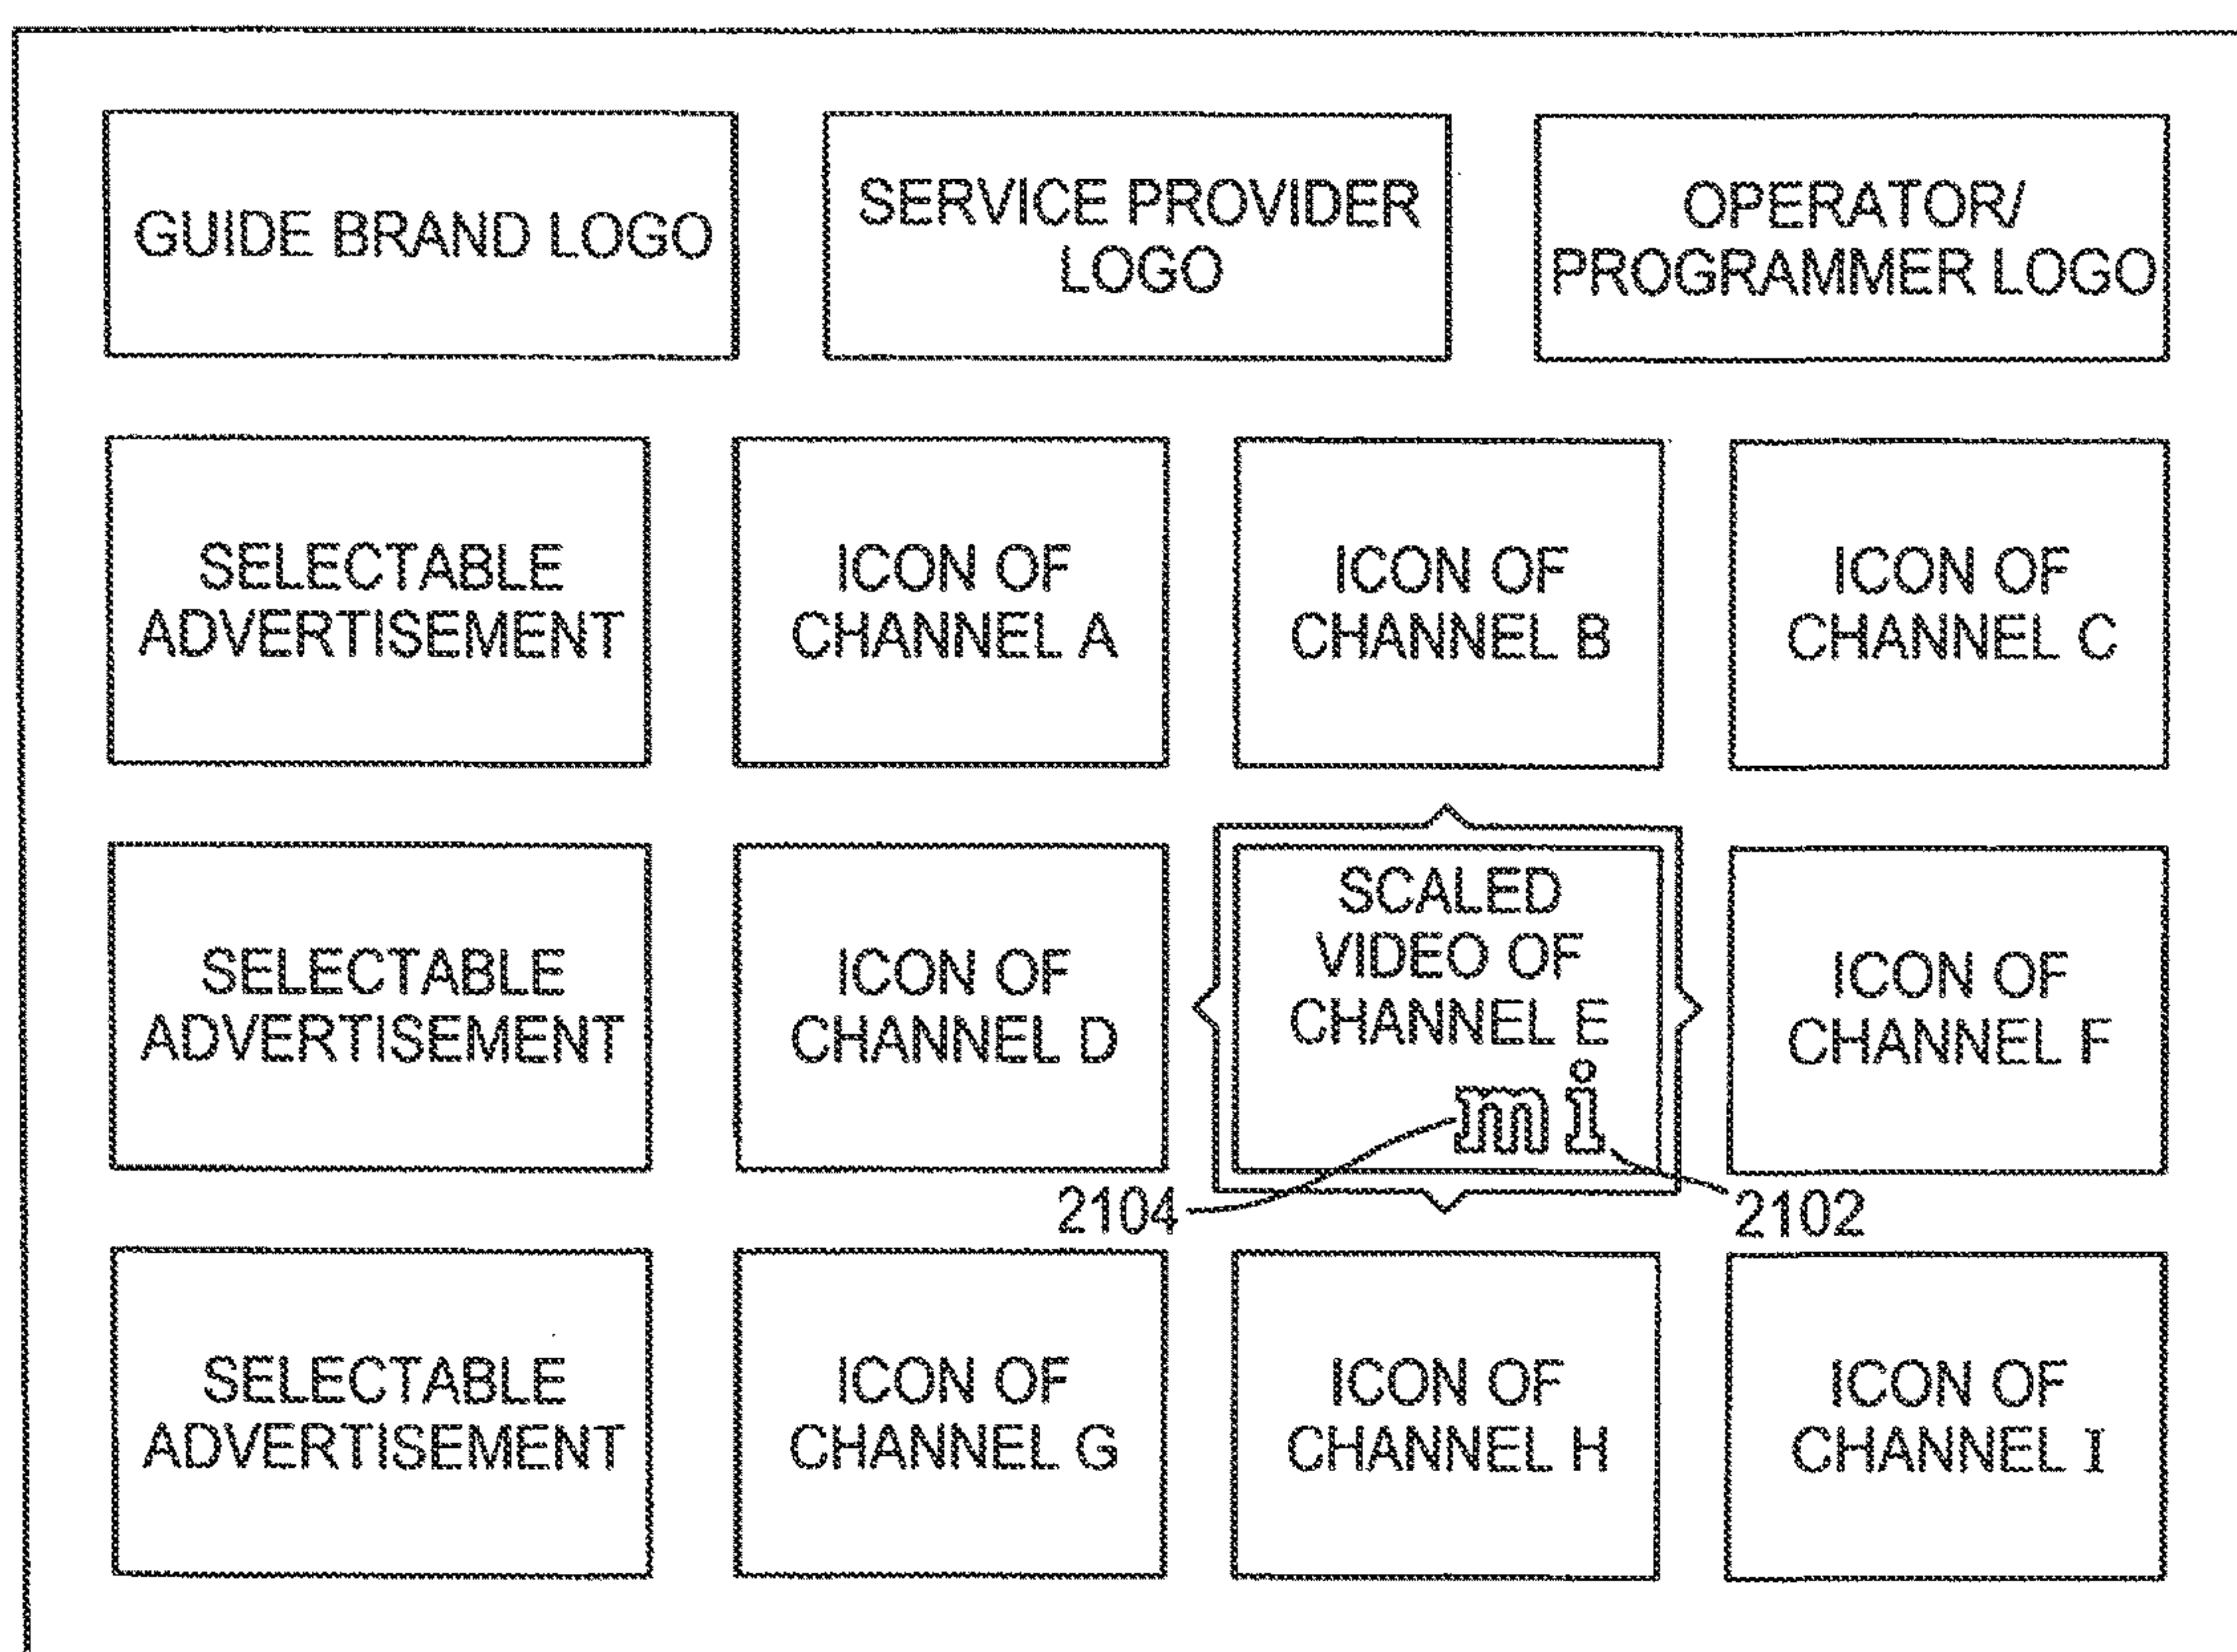 GUIDE BRAND LOGO
SERVICE PROVIDER
LOGO
OPERATOR/
PROGRAMMER LOGO
SELECTABLE
ADVERTISEMENT
ICON OF
CHANNEL A
ICON OF
CHANNEL B
ICON OF
CHANNEL C
SELECTABLE
ADVERTISEMENT
ICON OF
CHANNEL D
SCALED
VIDEO OF
CHANNEL E
m i
ICON OF
CHANNEL F
2104
2102
SELECTABLE
ADVERTISEMENT
ICON OF
CHANNEL G
ICON OF
CHANNEL H
ICON OF
CHANNEL I